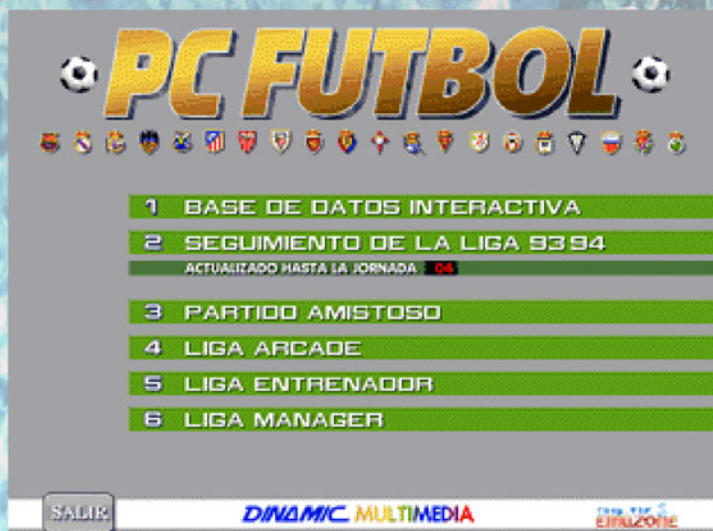 PC FUTBOL
1 BASE DE DATOS INTERACTIVA
2 SEGUIMIENTO DE LA LIGA 93 94
ACTUALIZADO HASTA LA JORNADA 04
3 PARTIDO AMISTOSO
4 LIGA ARCADE
5 LIGA ENTRENADOR
6 LIGA MANAGER
SALIR
DINAMIC MULTIMEDIA
EMUZONE